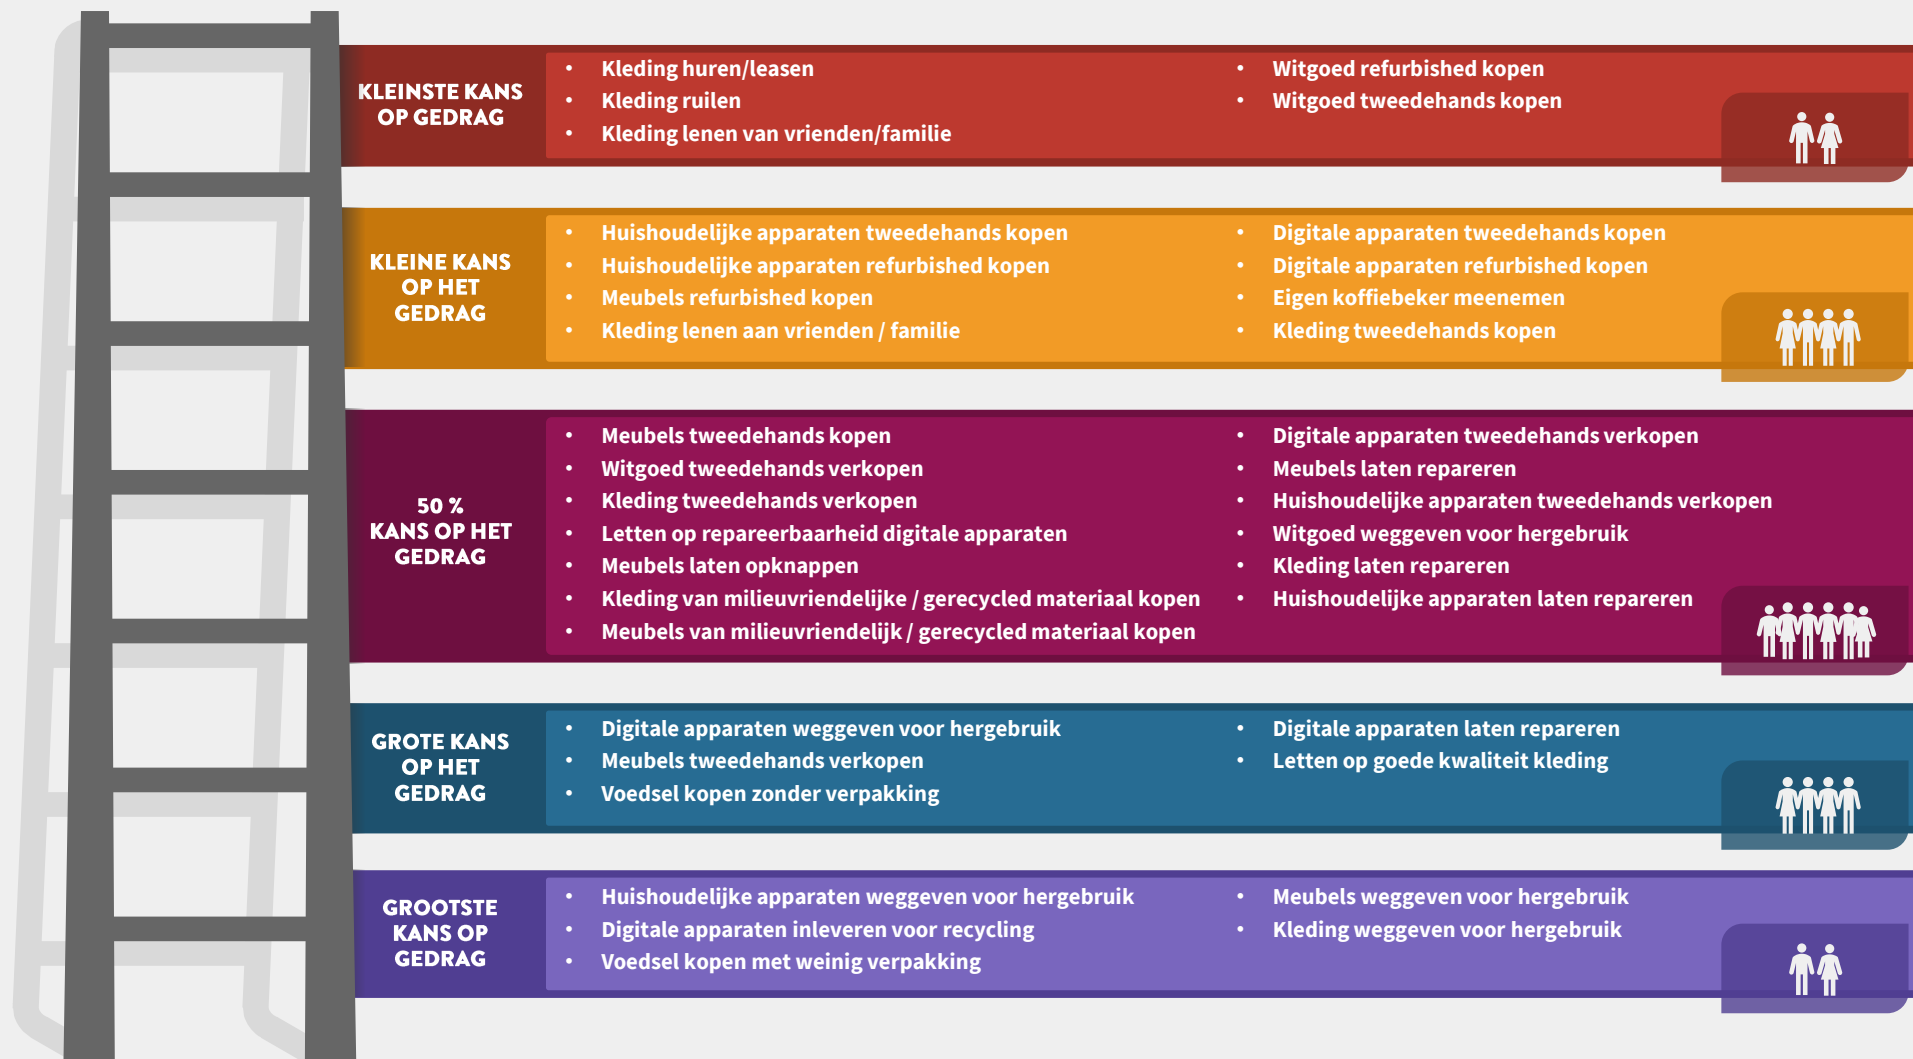 KLEINSTE KANS
OP GEDRAG
• Kleding huren/leasen
• Kleding ruilen
• Kleding lenen van vrienden/familie
• Witgoed refurbished kopen
• Witgoed tweedehands kopen
KLEINE KANS
OP HET
GEDRAG
• Huishoudelijke apparaten tweedehands kopen
• Huishoudelijke apparaten refurbished kopen
• Meubels refurbished kopen
• Kleding lenen aan vrienden / familie
• Digitale apparaten tweedehands kopen
• Digitale apparaten refurbished kopen
• Eigen koffiebeker meenemen
• Kleding tweedehands kopen
50 %
KANS OP HET
GEDRAG
• Meubels tweedehands kopen
• Witgoed tweedehands verkopen
• Kleding tweedehands verkopen
• Letten op repareerbaarheid digitale apparaten
• Meubels laten opknappen
• Kleding van milieuvriendelijke / gerecycled materiaal kopen
• Meubels van milieuvriendelijk / gerecycled materiaal kopen
• Digitale apparaten tweedehands verkopen
• Meubels laten repareren
• Huishoudelijke apparaten tweedehands verkopen
• Witgoed weggeven voor hergebruik
• Kleding laten repareren
• Huishoudelijke apparaten laten repareren
GROTE KANS
OP HET
GEDRAG
• Digitale apparaten weggeven voor hergebruik
• Meubels tweedehands verkopen
• Voedsel kopen zonder verpakking
• Digitale apparaten laten repareren
• Letten op goede kwaliteit kleding
GROOTSTE
KANS OP
GEDRAG
• Huishoudelijke apparaten weggeven voor hergebruik
• Digitale apparaten inleveren voor recycling
• Voedsel kopen met weinig verpakking
• Meubels weggeven voor hergebruik
• Kleding weggeven voor hergebruik